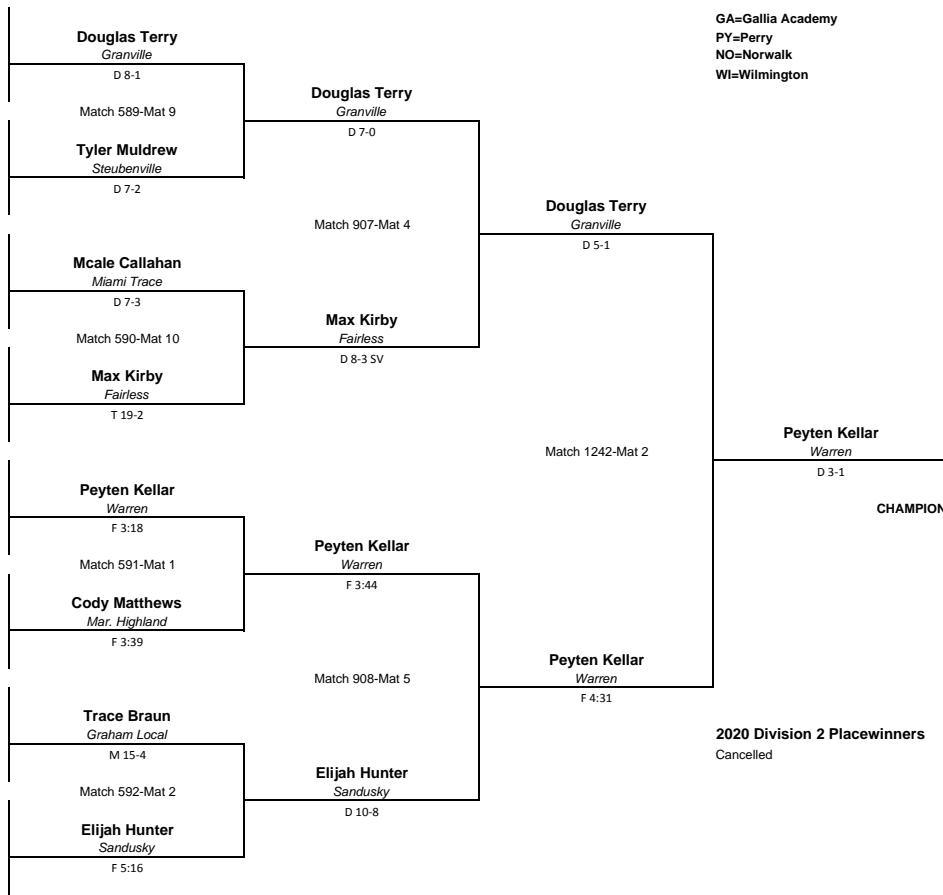 GA=Gallia Academy
PY=Perry
NO=Norwalk
WI=Wilmington
Douglas Terry
Granville
D 8-1
Match 589-Mat 9
Tyler Muldrew
Steubenville
D 7-2
Mcale Callahan
Miami Trace
D 7-3
Match 590-Mat 10
Max Kirby
Fairless
T 19-2
Peyten Kellar
Warren
F 3:18
Match 591-Mat 1
Cody Matthews
Mar. Highland
F 3:39
Trace Braun
Graham Local
M 15-4
Match 592-Mat 2
Elijah Hunter
Sandusky
F 5:16
Douglas Terry
Granville
D 7-0
Match 907-Mat 4
Max Kirby
Fairless
D 8-3 SV
Peyten Kellar
Warren
F 3:44
Match 908-Mat 5
Elijah Hunter
Sandusky
D 10-8
Douglas Terry
Granville
D 5-1
Match 1242-Mat 2
Peyten Kellar
Warren
F 4:31
Peyten Kellar
Warren
D 3-1
CHAMPION
2020 Division 2 Placewinners
Cancelled